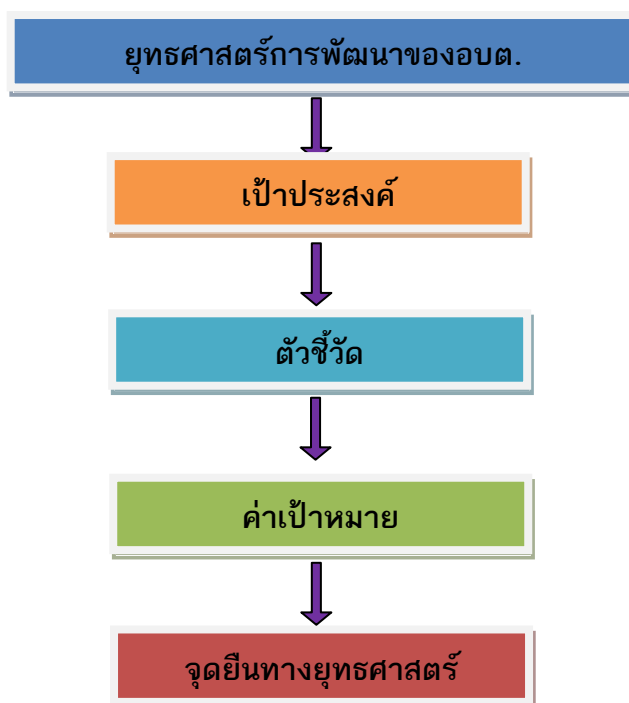 ยุทธศาสตร์การพัฒนาของอบต.
เป้าประสงค์
ตัวชี้วัด
ค่าเป้าหมาย
จุดยืนทางยุทธศาสตร์